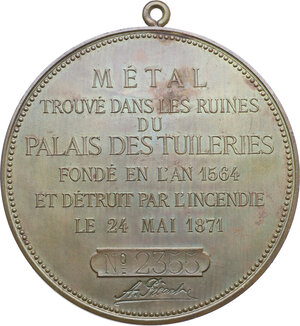 MÉTAL
TROUVÉ DANS LES RUINES
DU
PALAIS DES TUILERIES
FONDÉ EN L'AN 1564
ET DÉTRUIT PAR L'INCENDIE
LE 24 MAI 1871
No 2355